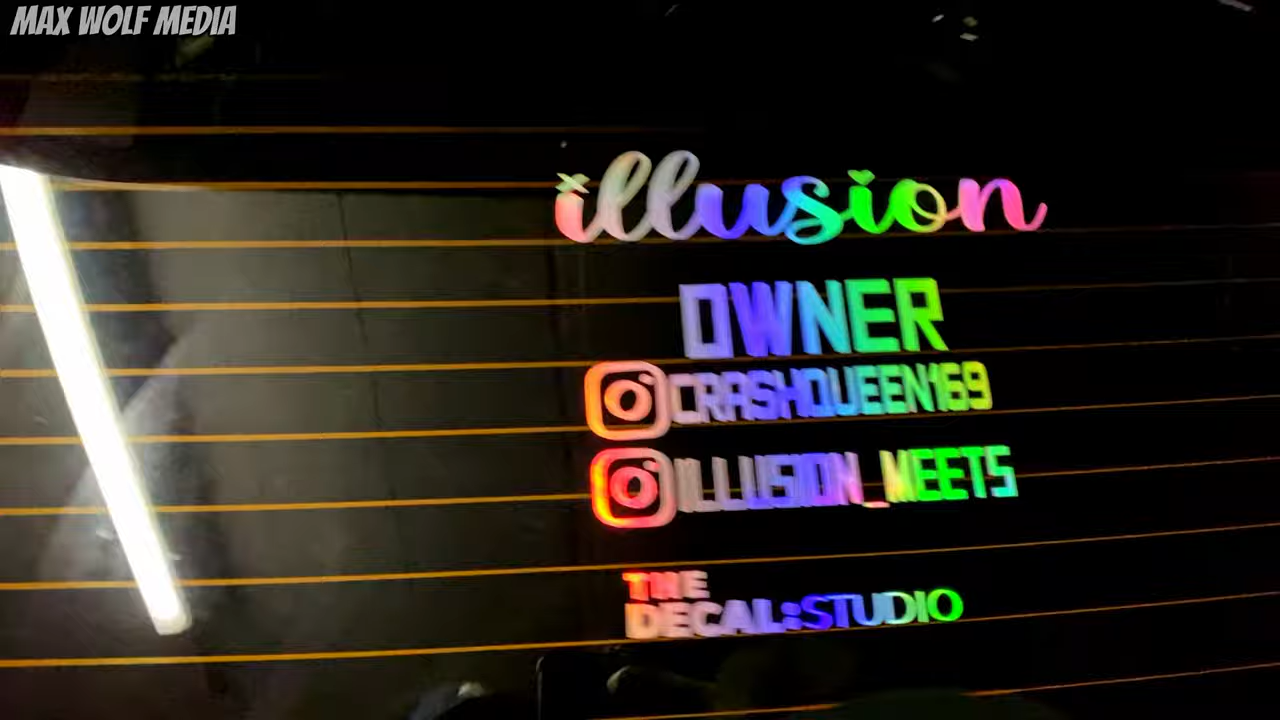 MAX WOLF MEDIA
illusion
OWNER
CRASHQUEEN169
ILLUSION_MEETS
THE
DECAL:STUDIO